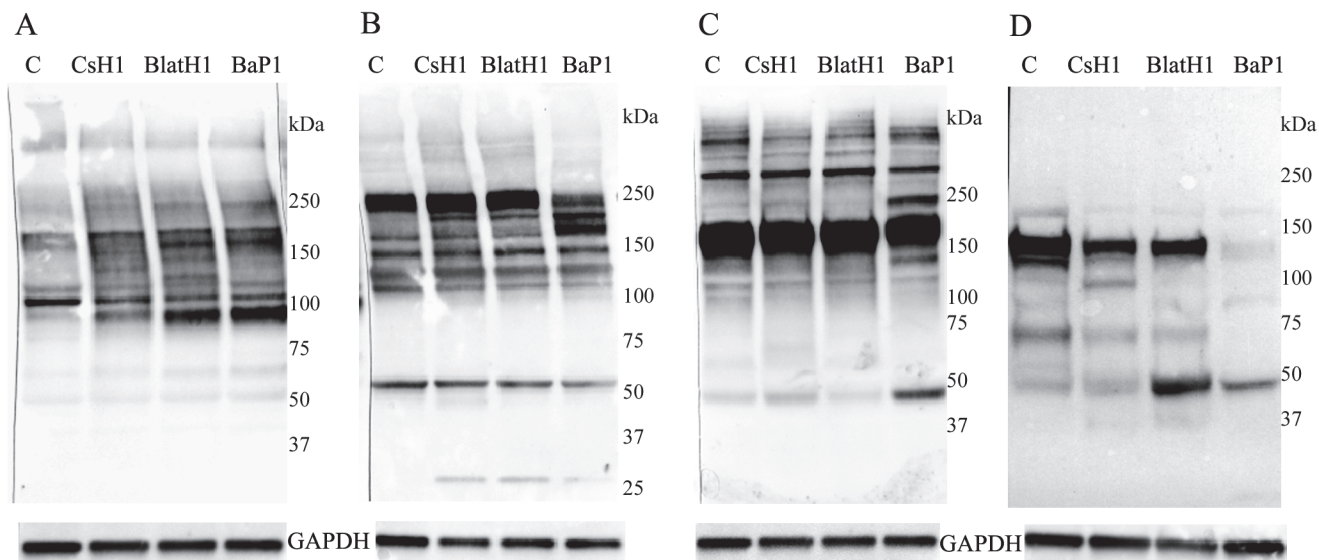 A B C D
C CsH1 BlatH1 BaP1 C CsH1 BlatH1 BaP1 C CsH1 BlatH1 BaP1 C CsH1 BlatH1 BaP1
kDa kDa kDa kDa
250 250 250 250
150 150 150 150
100 100 100 100
75 75 75 75
50 50 50 50
37 37 37 37
25
GAPDH GAPDH